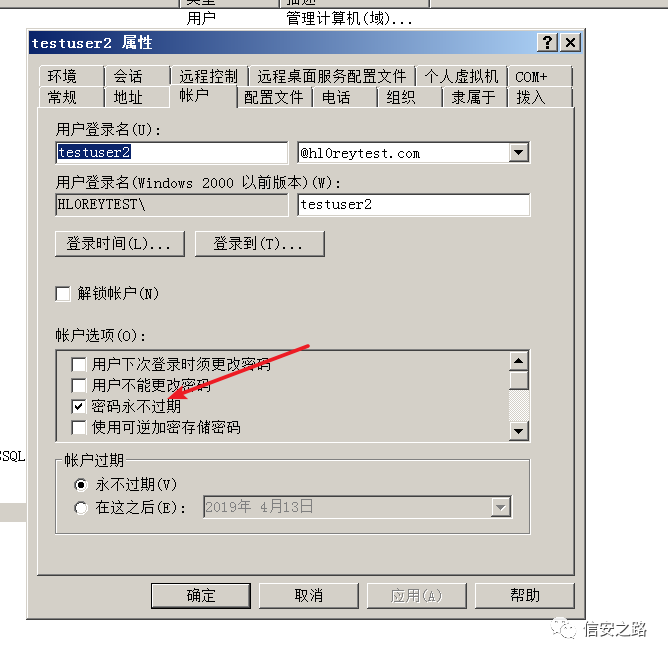 用户 管理计算机(域)...
testuser2 属性
环境 会话 远程控制 远程桌面服务配置文件 个人虚拟机 COM+
常规 地址 帐户 配置文件 电话 组织 隶属于 拨入
用户登录名(U):
testuser2 @hl0reytest.com
用户登录名(Windows 2000 以前版本)(W):
HL0REYTEST\ testuser2
登录时间(L)... 登录到(T)...
解锁帐户(N)
帐户选项(O):
用户下次登录时须更改密码
用户不能更改密码
密码永不过期
使用可逆加密存储密码
SSQL
帐户过期
永不过期(V)
在这之后(E): 2019年 4月13日
确定 取消 应用(A) 帮助
信安之路